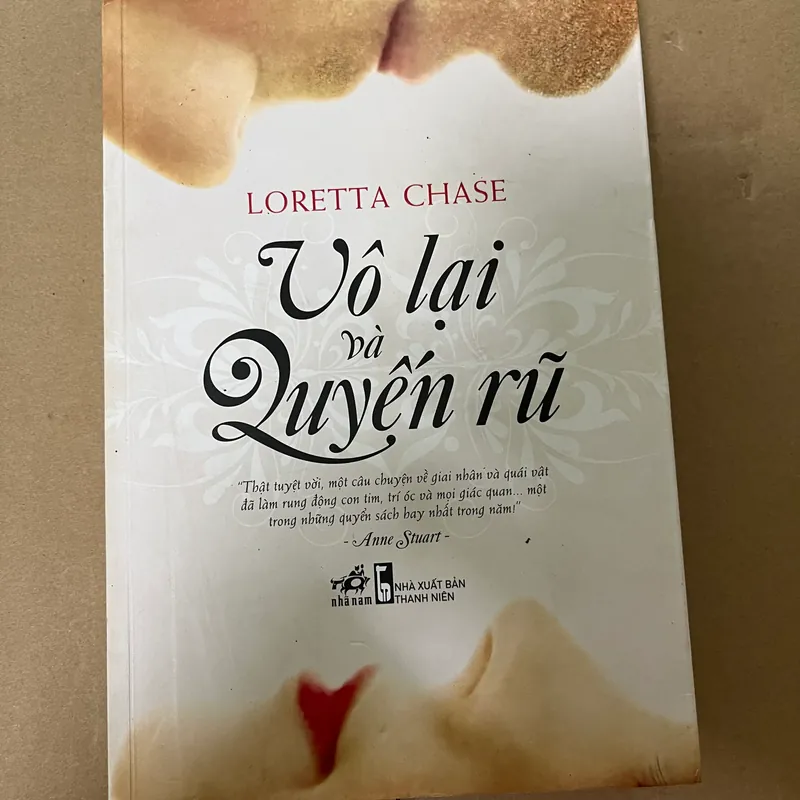 LORETTA CHASE
Vô lại
và
Quyến rũ
"Thật tuyệt vời, một câu chuyện về giai nhân và quái vật
đã làm rung động con tim, trí óc và mọi giác quan... một
trong những quyển sách hay nhất trong năm!"
- Anne Stuart -
nhã nam
NHÀ XUẤT BẢN
THANH NIÊN